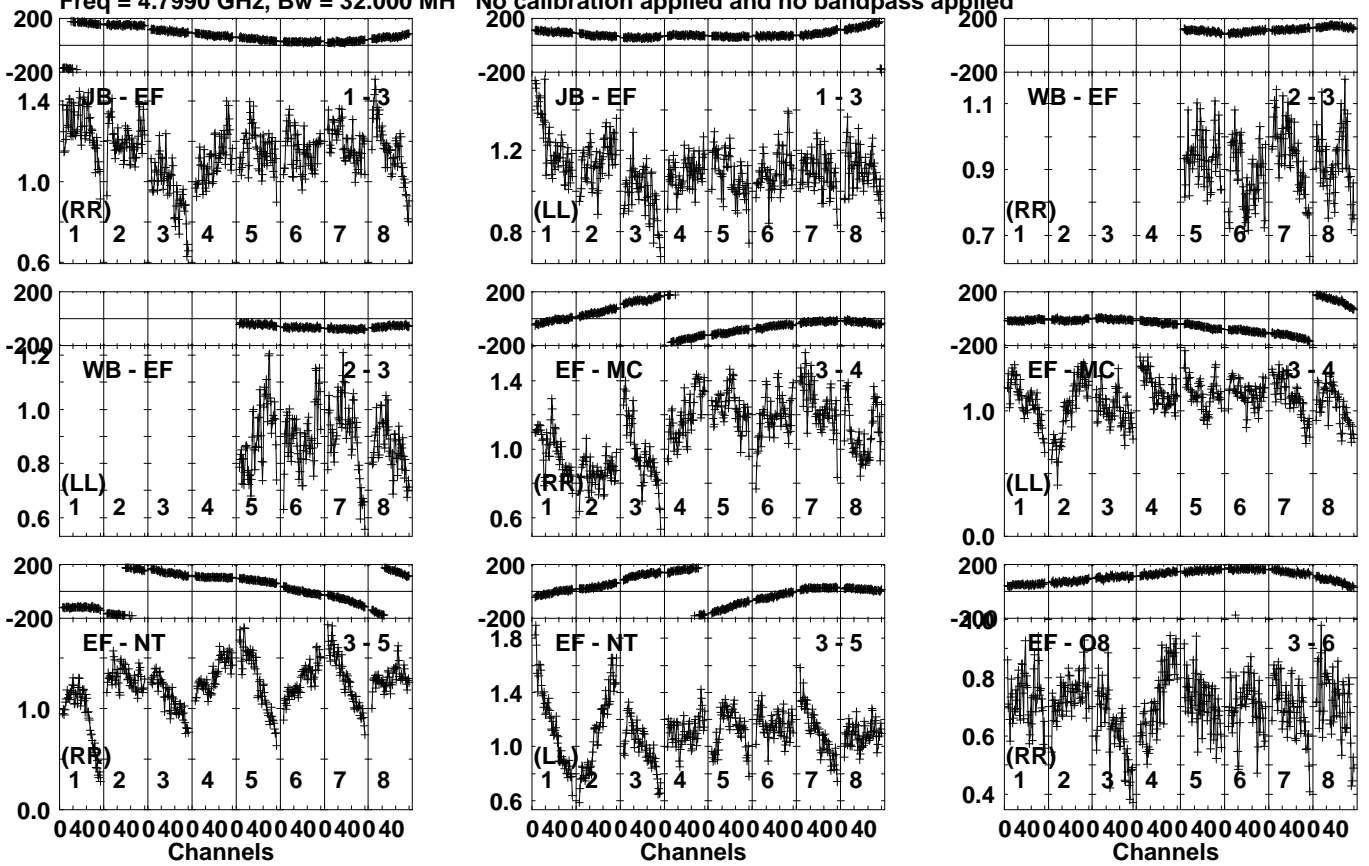 Freq = 4.7990 GHz, Bw = 32.000 MH   No calibration applied and no bandpass applied
200 200 200
-200 -200 -200
JB - EF 1 - 3 JB - EF 1 - 3 WB - EF 2 - 3
1.4 1.1
1.2
1.0 0.9
(RR) (LL) (RR)
0.8 0.7
1 2 3 4 5 6 7 8 1 2 3 4 5 6 7 8 1 2 3 4 5 6 7 8
0.6
200 200 200
-200 -200 -200
1.2
WB - EF 2 - 3 EF - MC 3 - 4 EF - MC 3 - 4
1.4
1.0 1.0
1.0
0.8
(LL) (RR) (LL)
1 2 3 4 5 6 7 8 1 2 3 4 5 6 7 8 1 2 3 4 5 6 7 8
0.6 0.6
0.0
200 200 200
-200 -200 -200
1.0
EF - NT 3 - 5 EF - NT 3 - 5 EF - O8 3 - 6
1.8
1.4 0.8
1.0 1.0
0.6
(RR) (LL) (RR)
1 2 3 4 5 6 7 8 1 2 3 4 5 6 7 8 1 2 3 4 5 6 7 8
0.0 0.6 0.4
0 40 0 40 0 40 0 40 0 40 0 40 0 40 0 40 0 40 0 40 0 40 0 40 0 40 0 40 0 40 0 40 0 40 0 40 0 40 0 40 0 40 0 40 0 40 0 40
Channels Channels Channels